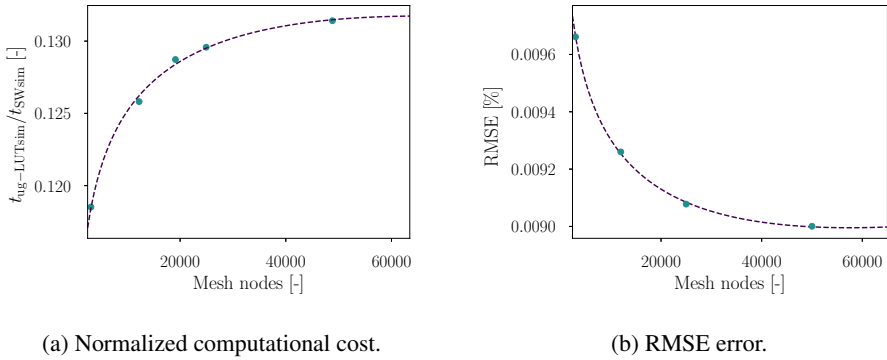 0.130
0.125
0.120
t_ug−LUTsim/t_SWsim [-]
20000 40000 60000
Mesh nodes [-]
(a) Normalized computational cost.
0.0096
0.0094
0.0092
0.0090
RMSE [%]
20000 40000 60000
Mesh nodes [-]
(b) RMSE error.